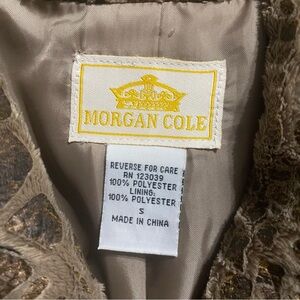 MORGAN COLE
REVERSE FOR CARE
RN 123039
100% POLYESTER
LINING:
100% POLYESTER
S
MADE IN CHINA